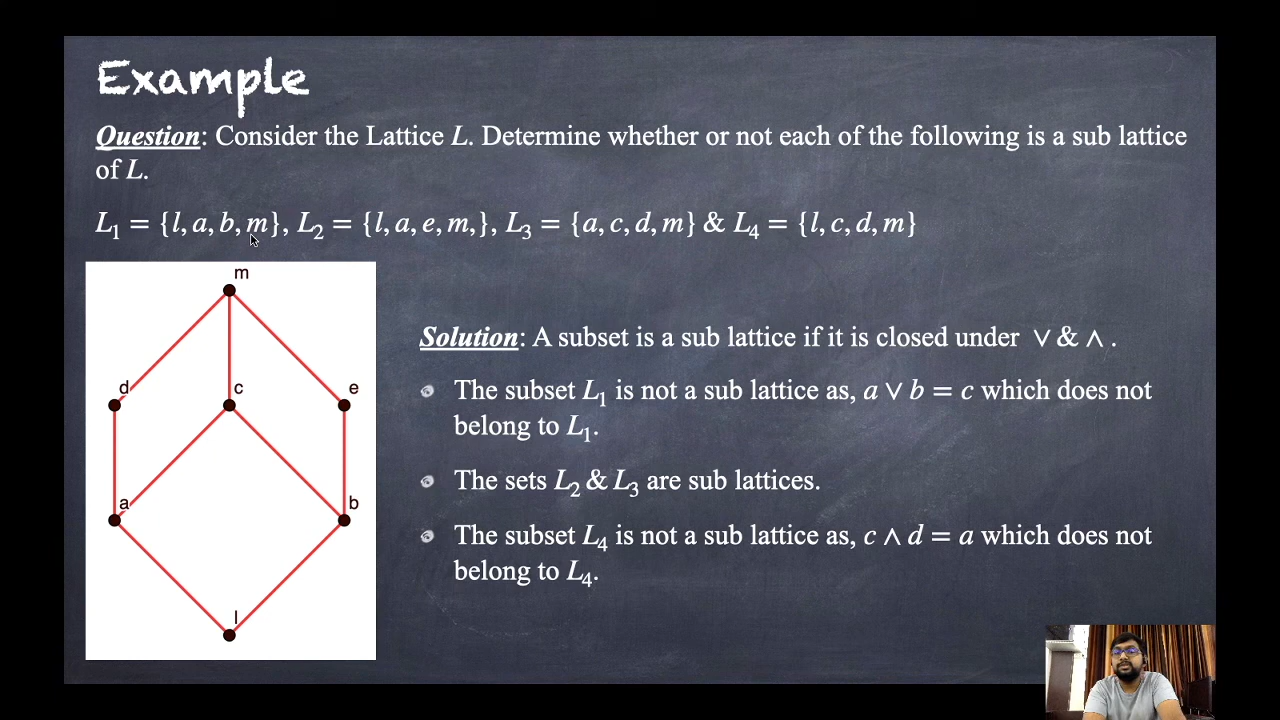 Example
Question: Consider the Lattice L. Determine whether or not each of the following is a sub lattice
of L.
L₁ = {l, a, b, m}, L₂ = {l, a, e, m,}, L₃ = {a, c, d, m} & L₄ = {l, c, d, m}
m
d c e
a b
l
Solution: A subset is a sub lattice if it is closed under ∨ & ∧ .
The subset L₁ is not a sub lattice as, a ∨ b = c which does not
belong to L₁.
The sets L₂ & L₃ are sub lattices.
The subset L₄ is not a sub lattice as, c ∧ d = a which does not
belong to L₄.